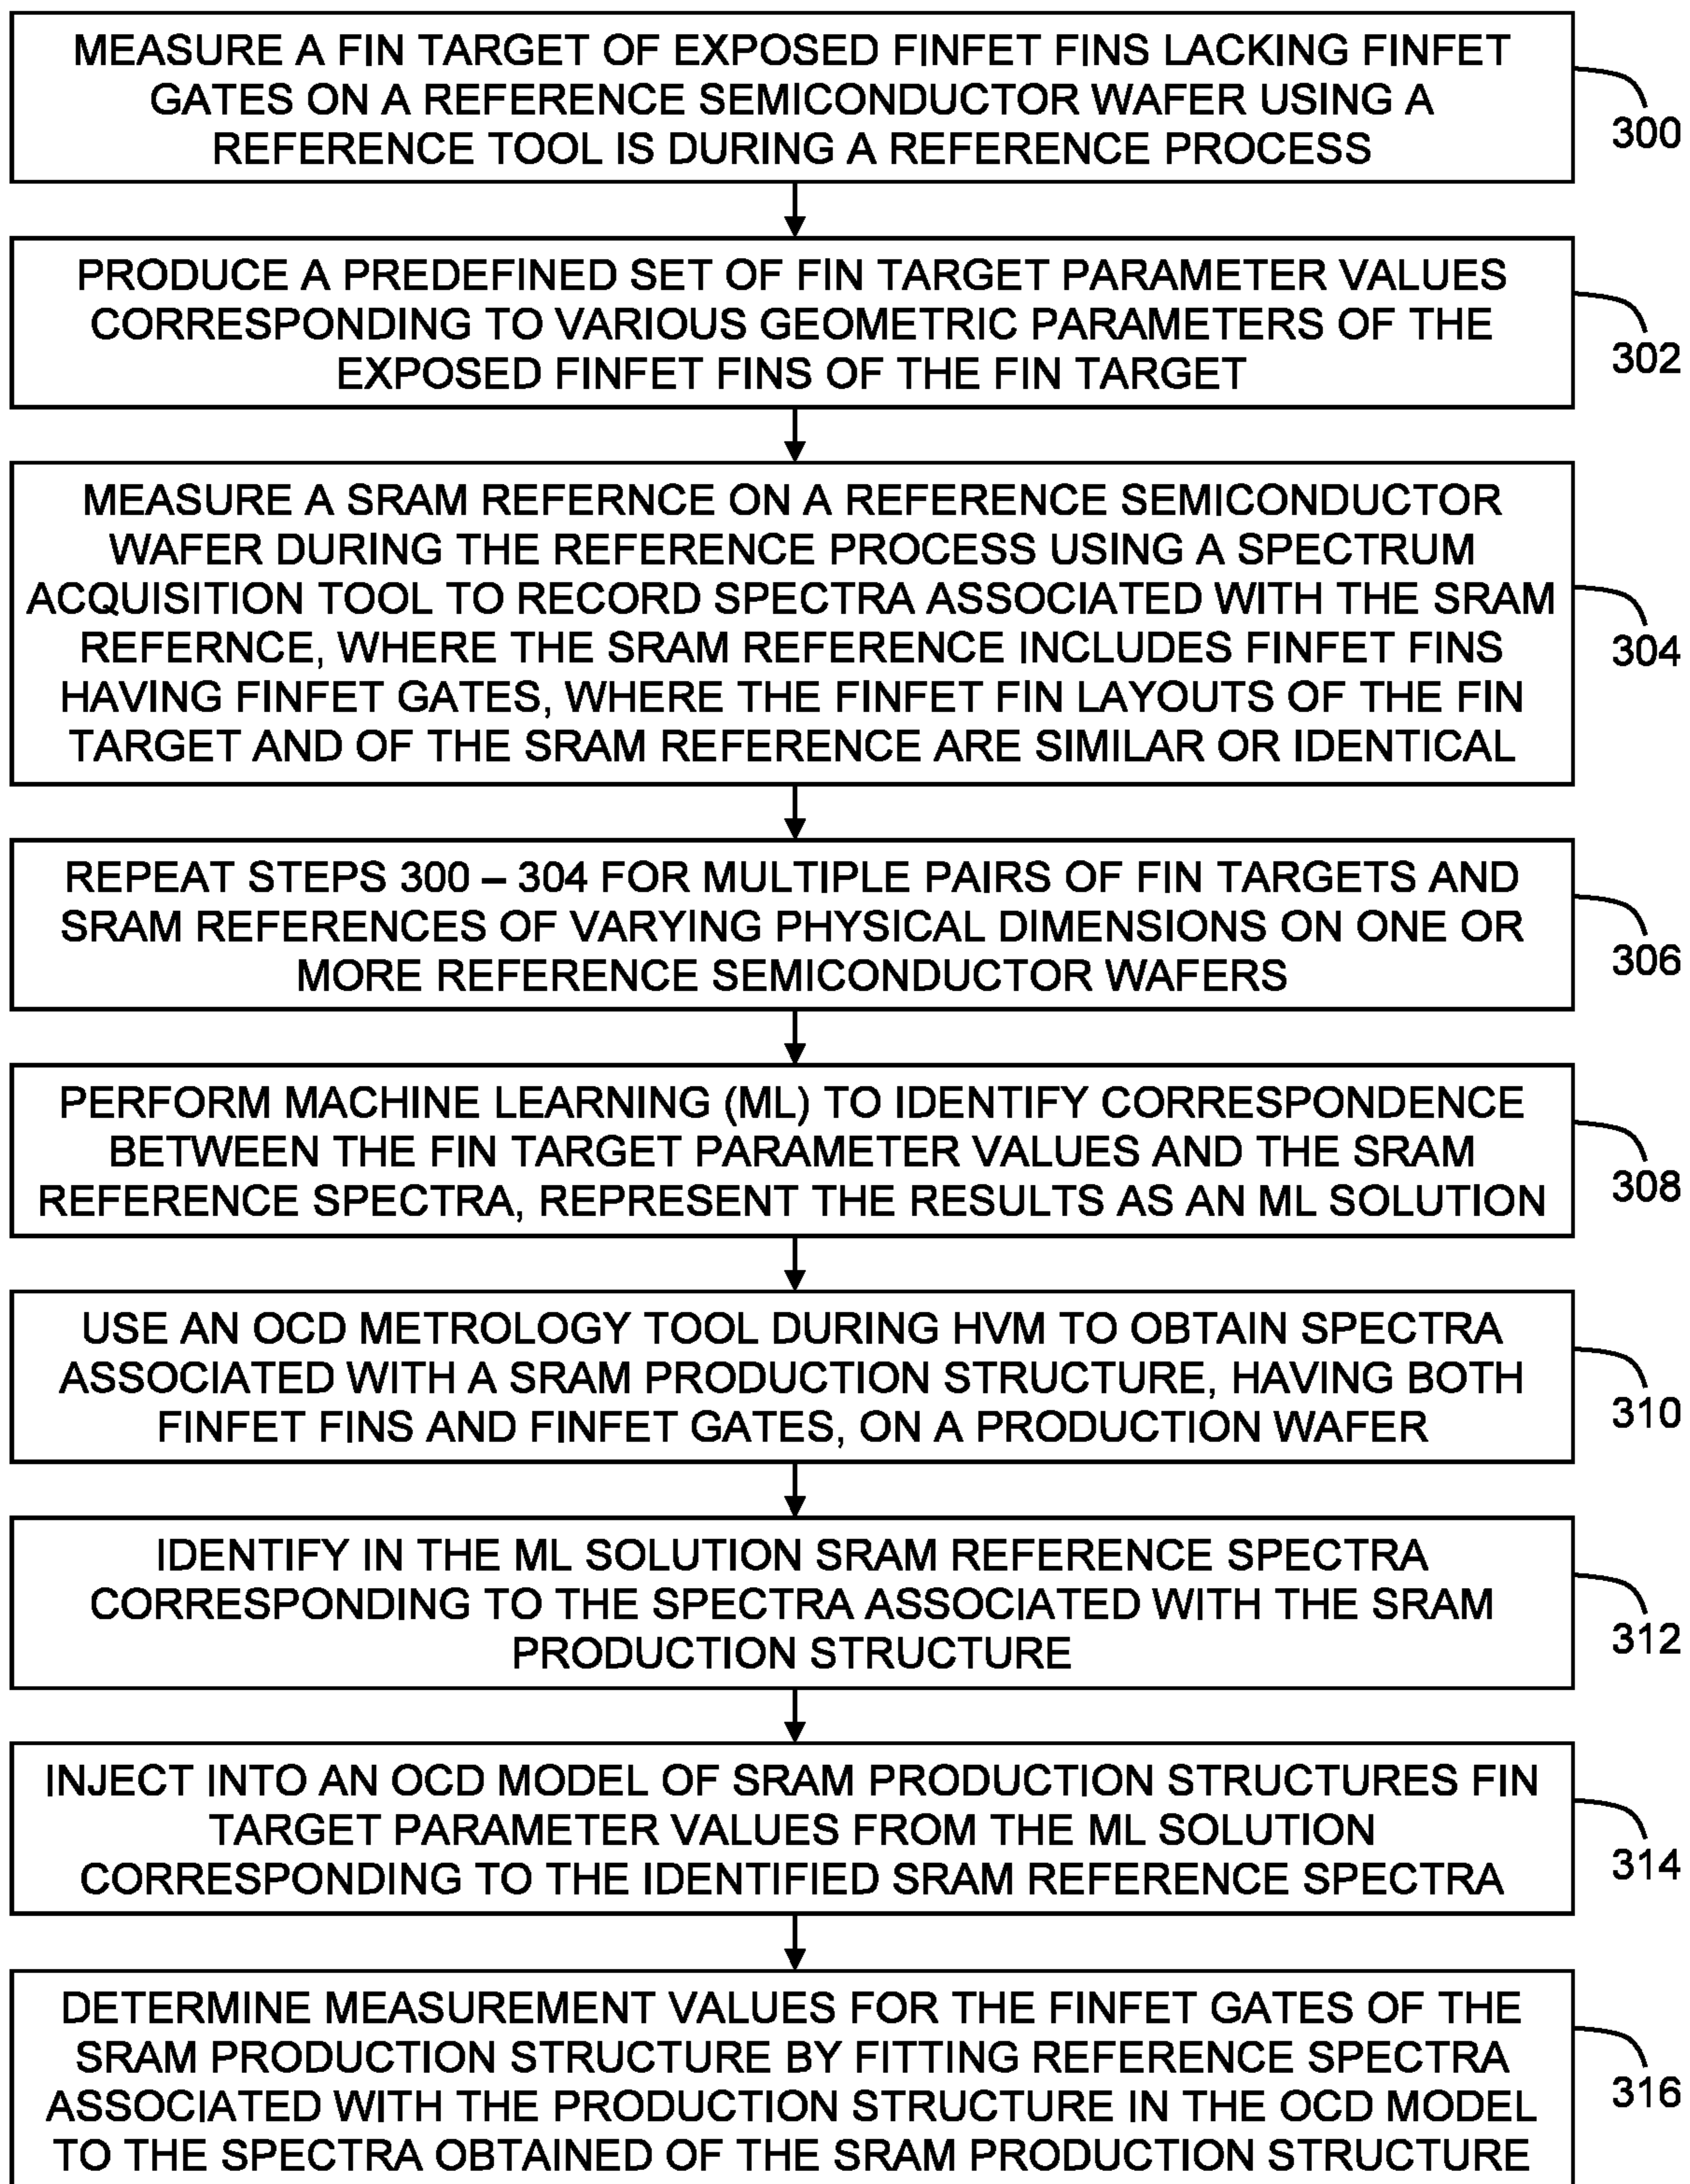 MEASURE A FIN TARGET OF EXPOSED FINFET FINS LACKING FINFET
GATES ON A REFERENCE SEMICONDUCTOR WAFER USING A
REFERENCE TOOL IS DURING A REFERENCE PROCESS
300
PRODUCE A PREDEFINED SET OF FIN TARGET PARAMETER VALUES
CORRESPONDING TO VARIOUS GEOMETRIC PARAMETERS OF THE
EXPOSED FINFET FINS OF THE FIN TARGET
302
MEASURE A SRAM REFERNCE ON A REFERENCE SEMICONDUCTOR
WAFER DURING THE REFERENCE PROCESS USING A SPECTRUM
ACQUISITION TOOL TO RECORD SPECTRA ASSOCIATED WITH THE SRAM
REFERNCE, WHERE THE SRAM REFERENCE INCLUDES FINFET FINS
HAVING FINFET GATES, WHERE THE FINFET FIN LAYOUTS OF THE FIN
TARGET AND OF THE SRAM REFERENCE ARE SIMILAR OR IDENTICAL
304
REPEAT STEPS 300 – 304 FOR MULTIPLE PAIRS OF FIN TARGETS AND
SRAM REFERENCES OF VARYING PHYSICAL DIMENSIONS ON ONE OR
MORE REFERENCE SEMICONDUCTOR WAFERS
306
PERFORM MACHINE LEARNING (ML) TO IDENTIFY CORRESPONDENCE
BETWEEN THE FIN TARGET PARAMETER VALUES AND THE SRAM
REFERENCE SPECTRA, REPRESENT THE RESULTS AS AN ML SOLUTION
308
USE AN OCD METROLOGY TOOL DURING HVM TO OBTAIN SPECTRA
ASSOCIATED WITH A SRAM PRODUCTION STRUCTURE, HAVING BOTH
FINFET FINS AND FINFET GATES, ON A PRODUCTION WAFER
310
IDENTIFY IN THE ML SOLUTION SRAM REFERENCE SPECTRA
CORRESPONDING TO THE SPECTRA ASSOCIATED WITH THE SRAM
PRODUCTION STRUCTURE
312
INJECT INTO AN OCD MODEL OF SRAM PRODUCTION STRUCTURES FIN
TARGET PARAMETER VALUES FROM THE ML SOLUTION
CORRESPONDING TO THE IDENTIFIED SRAM REFERENCE SPECTRA
314
DETERMINE MEASUREMENT VALUES FOR THE FINFET GATES OF THE
SRAM PRODUCTION STRUCTURE BY FITTING REFERENCE SPECTRA
ASSOCIATED WITH THE PRODUCTION STRUCTURE IN THE OCD MODEL
TO THE SPECTRA OBTAINED OF THE SRAM PRODUCTION STRUCTURE
316